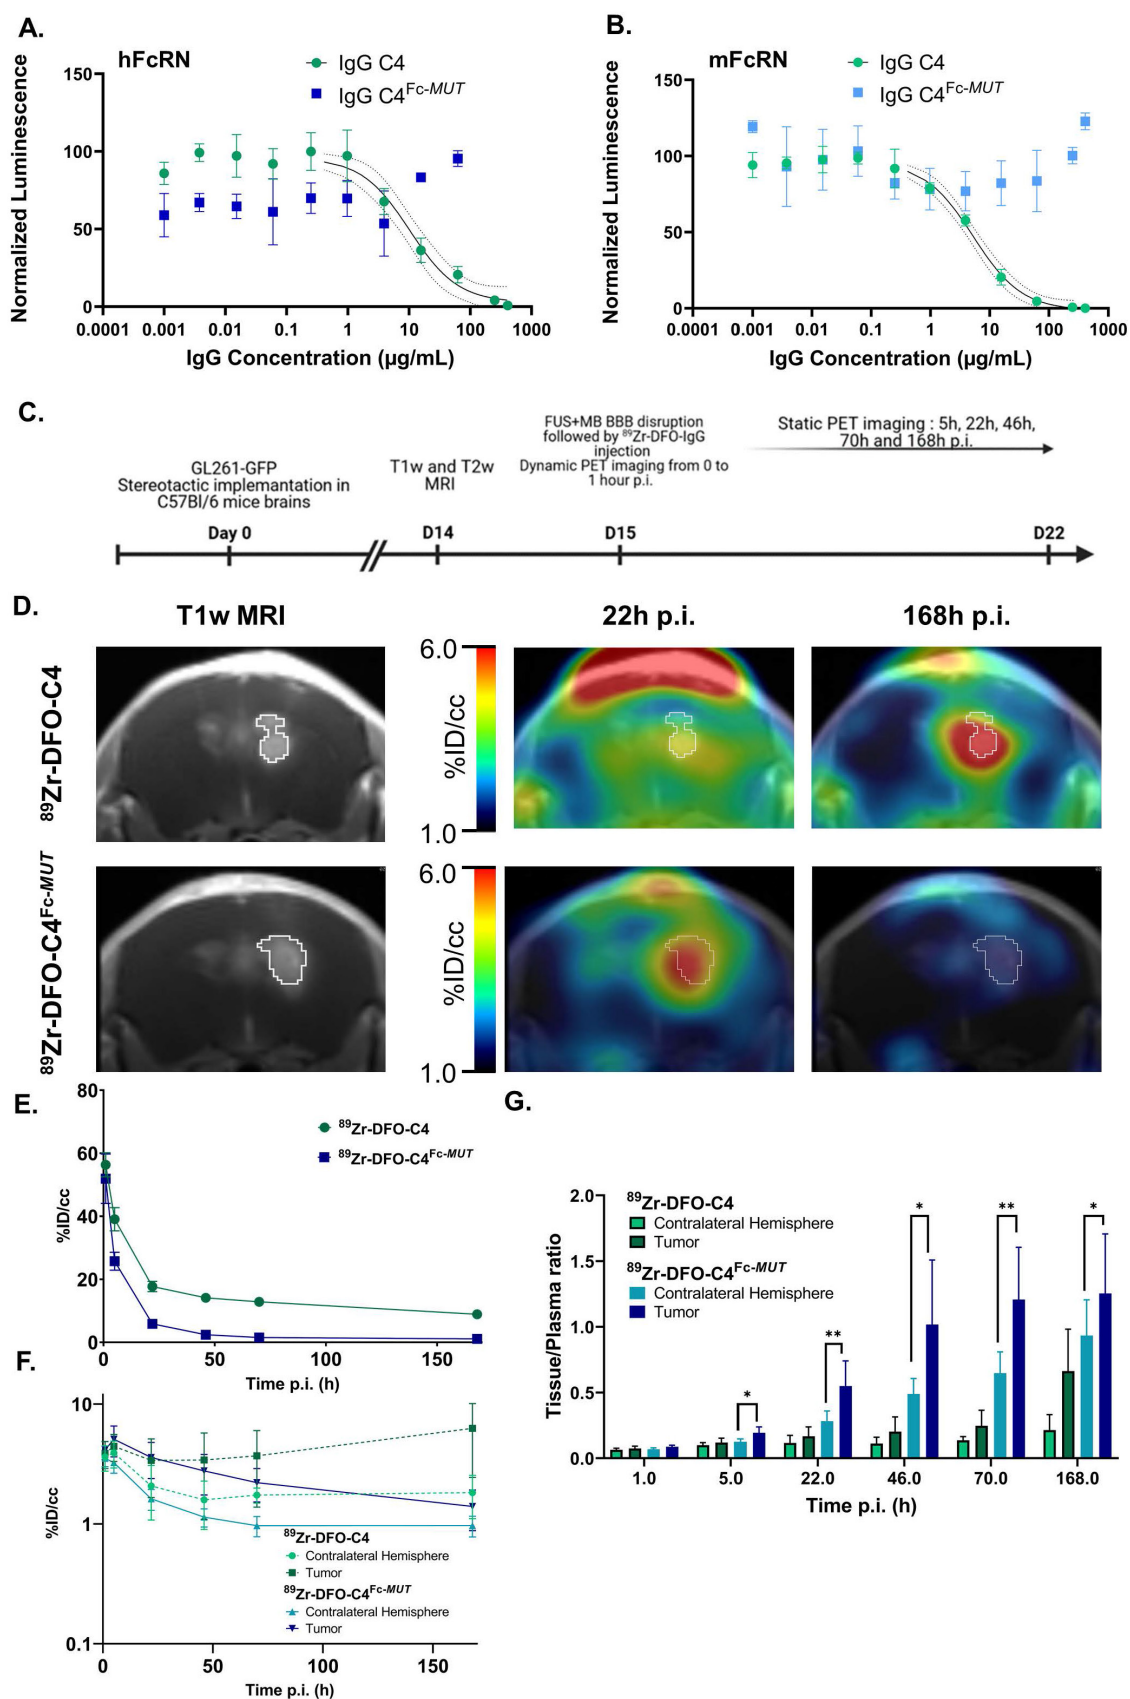 A.
hFcRN
IgG C4
IgG C4Fc-MUT
Normalized Luminescence
150
100
50
0
0.0001 0.001 0.01 0.1 1 10 100 1000
IgG Concentration (µg/mL)
B.
mFcRN
IgG C4
IgG C4Fc-MUT
Normalized Luminescence
150
100
50
0
0.0001 0.001 0.01 0.1 1 10 100 1000
IgG Concentration (µg/mL)
C.
GL261-GFP
Stereotactic implemantation in
C57Bl/6 mice brains
T1w and T2w
MRI
FUS+MB BBB disruption
followed by 89Zr-DFO-IgG
injection
Dynamic PET imaging from 0 to
1 hour p.i.
Static PET imaging : 5h, 22h, 46h,
70h and 168h p.i.
Day 0
D14
D15
D22
D.
T1w MRI
22h p.i.
168h p.i.
89Zr-DFO-C4
6.0
%ID/cc
1.0
89Zr-DFO-C4Fc-MUT
6.0
%ID/cc
1.0
E.
89Zr-DFO-C4
89Zr-DFO-C4Fc-MUT
%ID/cc
80
60
40
20
0
0 50 100 150
Time p.i. (h)
F.
%ID/cc
10
1
0.1
89Zr-DFO-C4
Contralateral Hemisphere
Tumor
89Zr-DFO-C4Fc-MUT
Contralateral Hemisphere
Tumor
0 50 100 150
Time p.i. (h)
G.
89Zr-DFO-C4
Contralateral Hemisphere
Tumor
89Zr-DFO-C4Fc-MUT
Contralateral Hemisphere
Tumor
Tissue/Plasma ratio
2.0
1.5
1.0
0.5
0.0
* ** * ** *
1.0 5.0 22.0 46.0 70.0 168.0
Time p.i. (h)